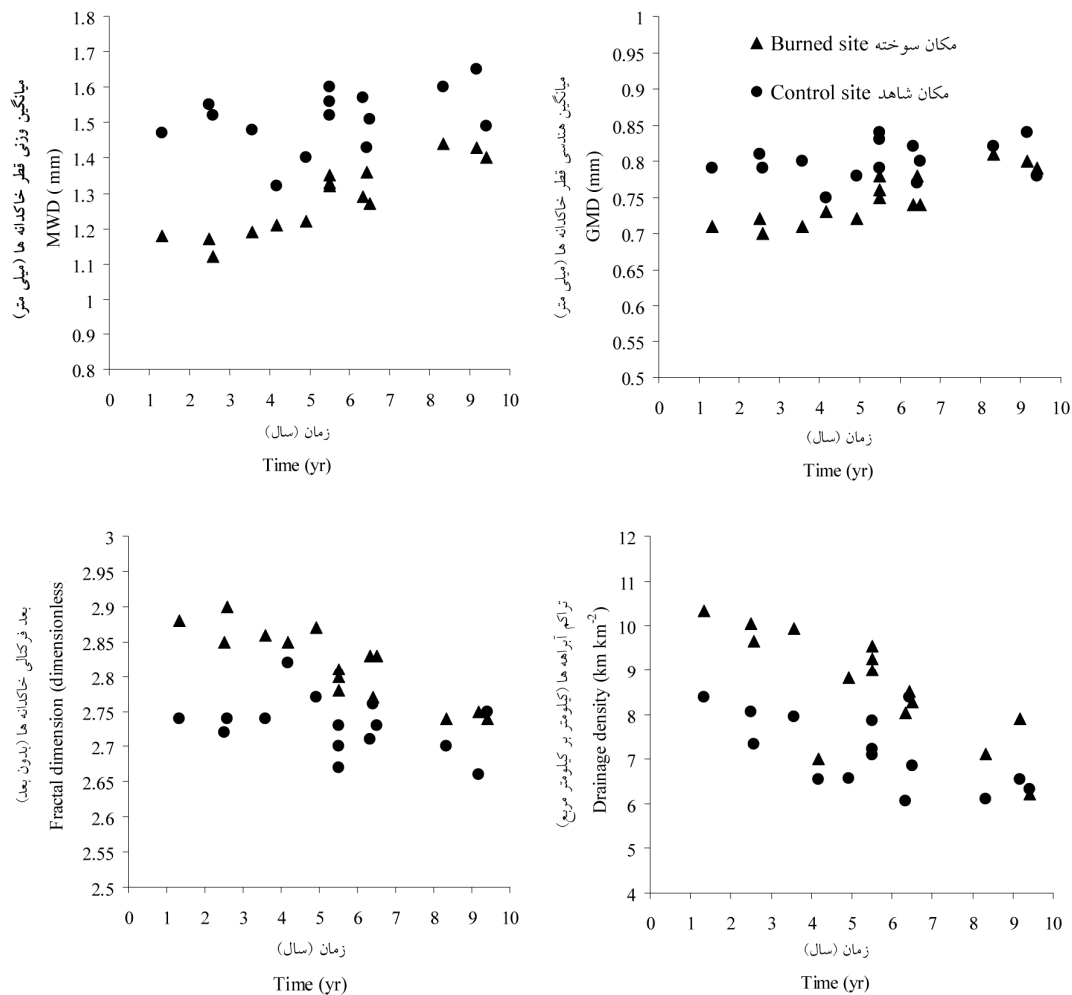 میانگین وزنی قطر خاکدانه ها (میلی متر)
MWD ( mm)
1.8
1.7
1.6
1.5
1.4
1.3
1.2
1.1
1
0.9
0.8
0 1 2 3 4 5 6 7 8 9 10
زمان (سال)
Time (yr)
میانگین هندسی قطر خاکدانه ها (میلی متر)
GMD (mm)
1
0.95
0.9
0.85
0.8
0.75
0.7
0.65
0.6
0.55
0.5
Burned site مکان سوخته
Control site مکان شاهد
0 1 2 3 4 5 6 7 8 9 10
زمان (سال)
Time (yr)
بعد فرکتالی خاکدانه ها (بدون بعد)
Fractal dimension (dimensionless
3
2.95
2.9
2.85
2.8
2.75
2.7
2.65
2.6
2.55
2.5
0 1 2 3 4 5 6 7 8 9 10
زمان (سال)
Time (yr)
تراکم آبراهه ها (کیلومتر بر کیلومتر مربع)
Drainage density (km km⁻²)
12
11
10
9
8
7
6
5
4
0 1 2 3 4 5 6 7 8 9 10
زمان (سال)
Time (yr)